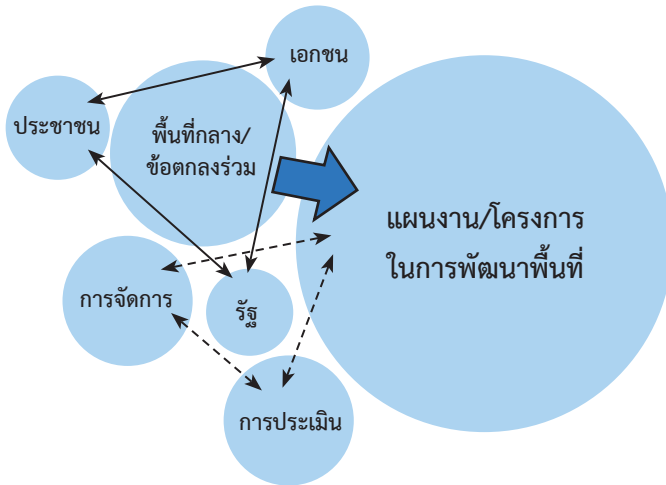 เอกชน
ประชาชน
พื้นที่กลาง/
ข้อตกลงร่วม
แผนงาน/โครงการ
ในการพัฒนาพื้นที่
การจัดการ
รัฐ
การประเมิน